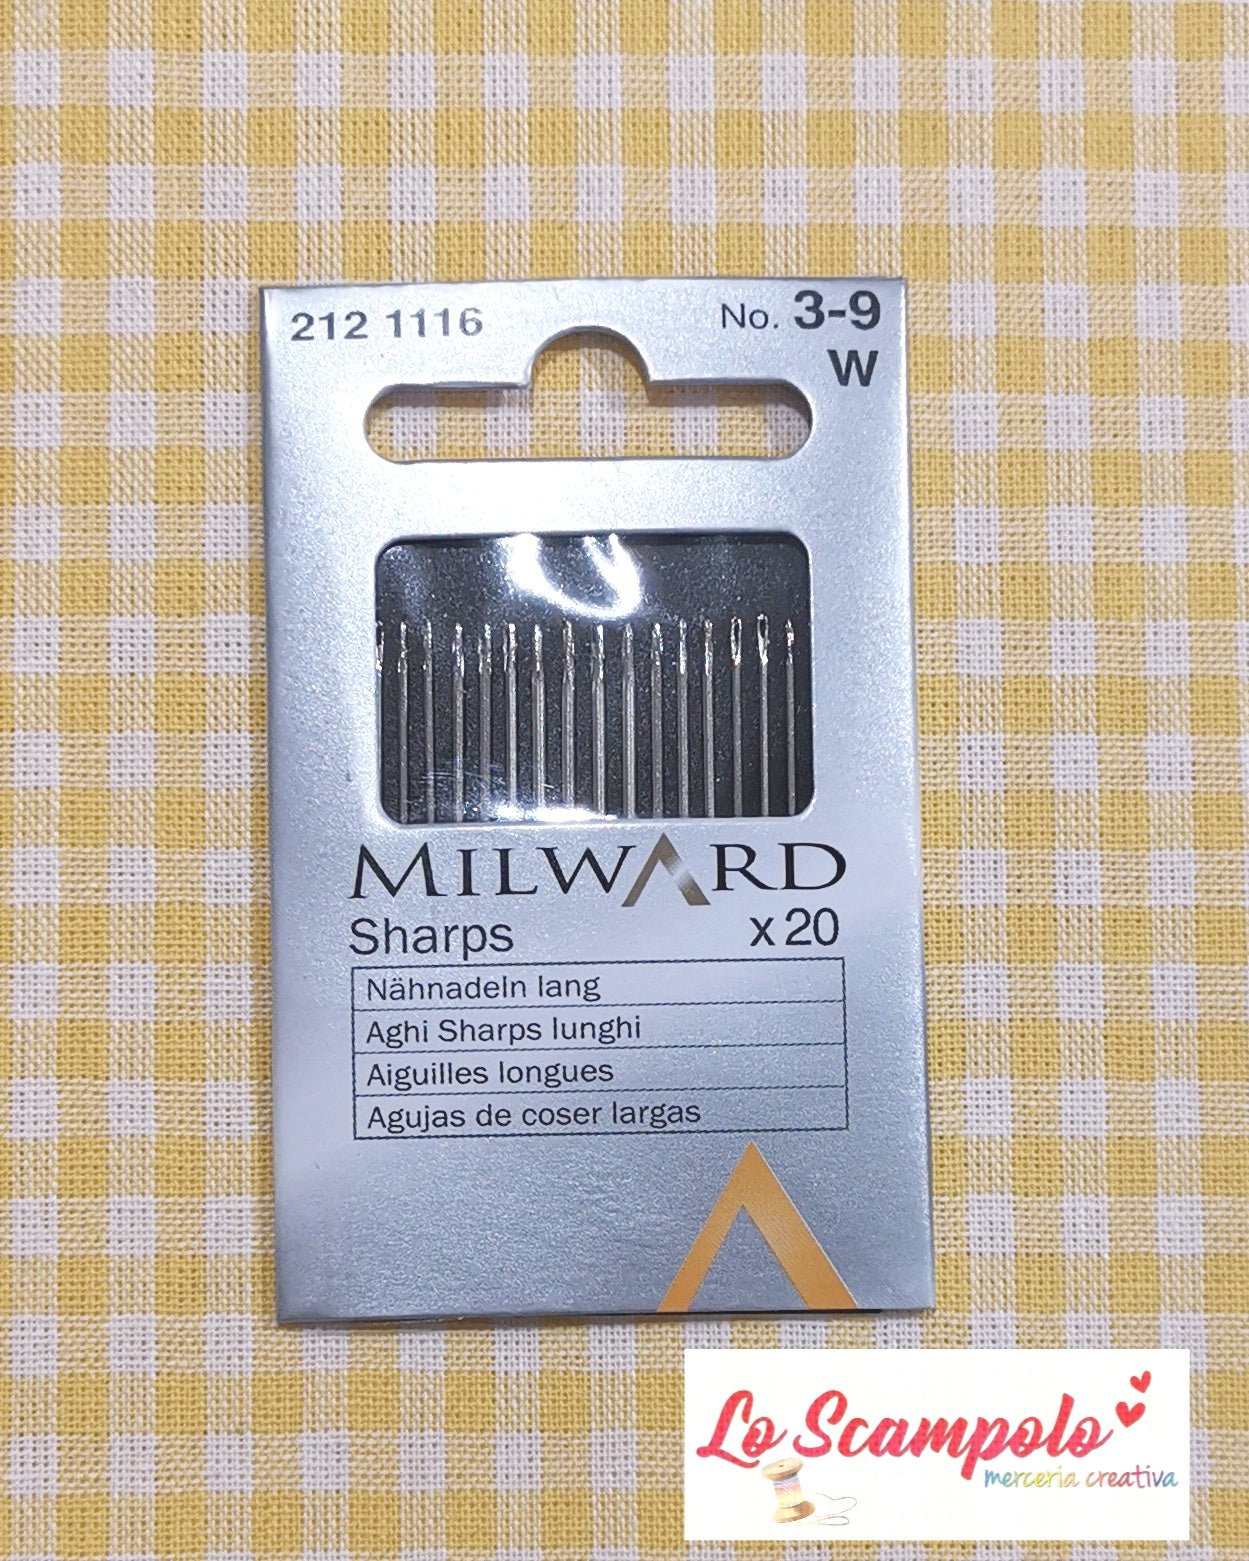 212 1116
No. 3-9
W
MILWARD
Sharps x 20
Nähnadeln lang
Aghi Sharps lunghi
Aiguilles longues
Agujas de coser largas
Lo Scampolo
merceria creativa